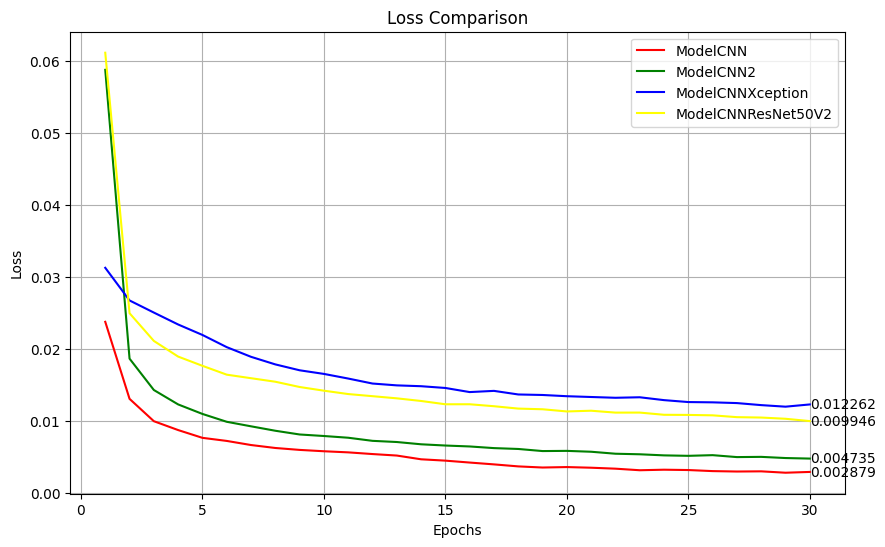 Loss Comparison
ModelCNN
ModelCNN2
ModelCNNXception
ModelCNNResNet50V2
0.06
0.05
0.04
0.03
0.02
0.01
0.00
Loss
0.012262
0.009946
0.004735
0.002879
0 5 10 15 20 25 30
Epochs